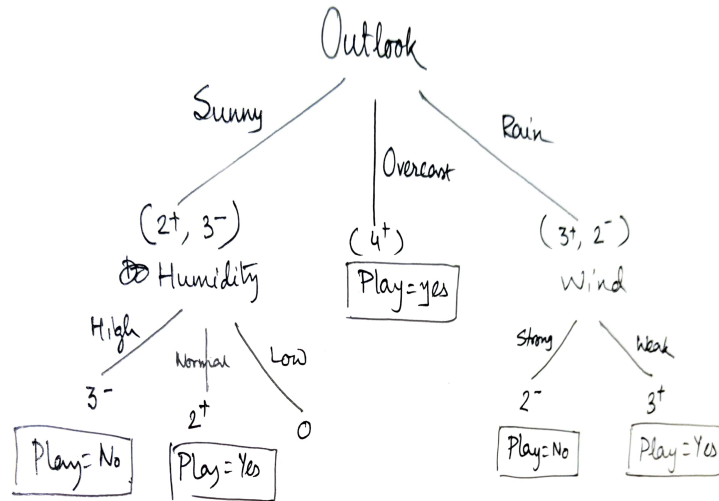 Outlook
Sunny
Overcast
Rain
(2+, 3-)
(4+)
(3+, 2-)
Humidity
Play=yes
Wind
High
Normal
Low
Strong
Weak
3-
2+
0
2-
3+
Play=No
Play=Yes
Play=No
Play=Yes